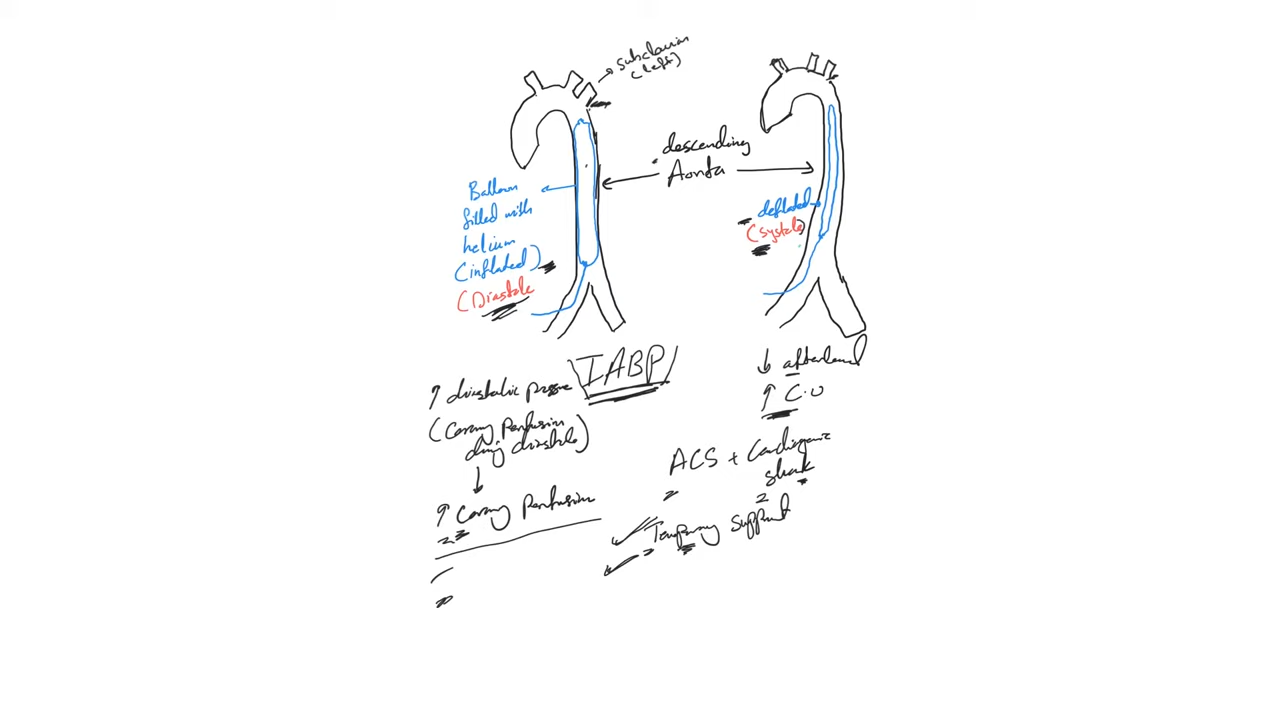 subclavian
(left)
descending
Aorta
Balloon
filled with
helium
(inflated)
(Diastole
deflated
(systole)
IABP
↑ diastolic pressure
(Coronary Perfusion
during diastole)
↓
↑ Coronary Perfusion
↓ afterload
↑ C.O
ACS + Cardiogenic
shock
Temporary support